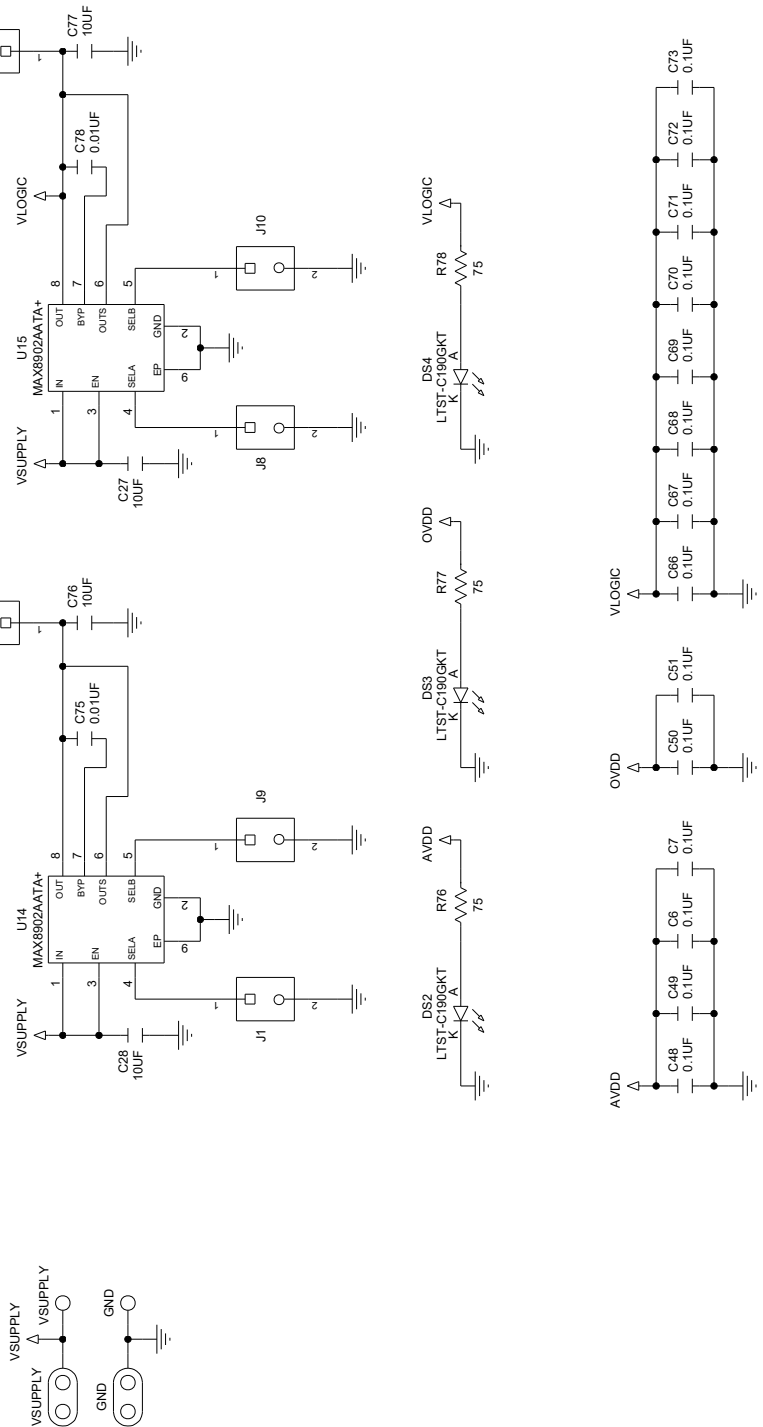 VSUPPLY
VSUPPLY
VSUPPLY
GND
GND
VSUPPLY
C28
10UF
U14
MAX8902AATA+
1
IN
3
EN
4
SELA
8
OUT
7
BYP
6
OUTS
5
SELB
EP
GND
9
2
C75
0.01UF
C76
10UF
1
J1
1
2
J9
1
2
VSUPPLY
C27
10UF
U15
MAX8902AATA+
1
IN
3
EN
4
SELA
8
OUT
7
BYP
6
OUTS
5
SELB
EP
GND
9
2
VLOGIC
C78
0.01UF
C77
10UF
1
J8
1
2
J10
1
2
DS2
LTST-C190GKT
K
A
R76
75
AVDD
DS3
LTST-C190GKT
K
A
R77
75
OVDD
DS4
LTST-C190GKT
K
A
R78
75
VLOGIC
AVDD
C48
0.1UF
C49
0.1UF
C6
0.1UF
C7
0.1UF
OVDD
C50
0.1UF
C51
0.1UF
VLOGIC
C66
0.1UF
C67
0.1UF
C68
0.1UF
C69
0.1UF
C70
0.1UF
C71
0.1UF
C72
0.1UF
C73
0.1UF